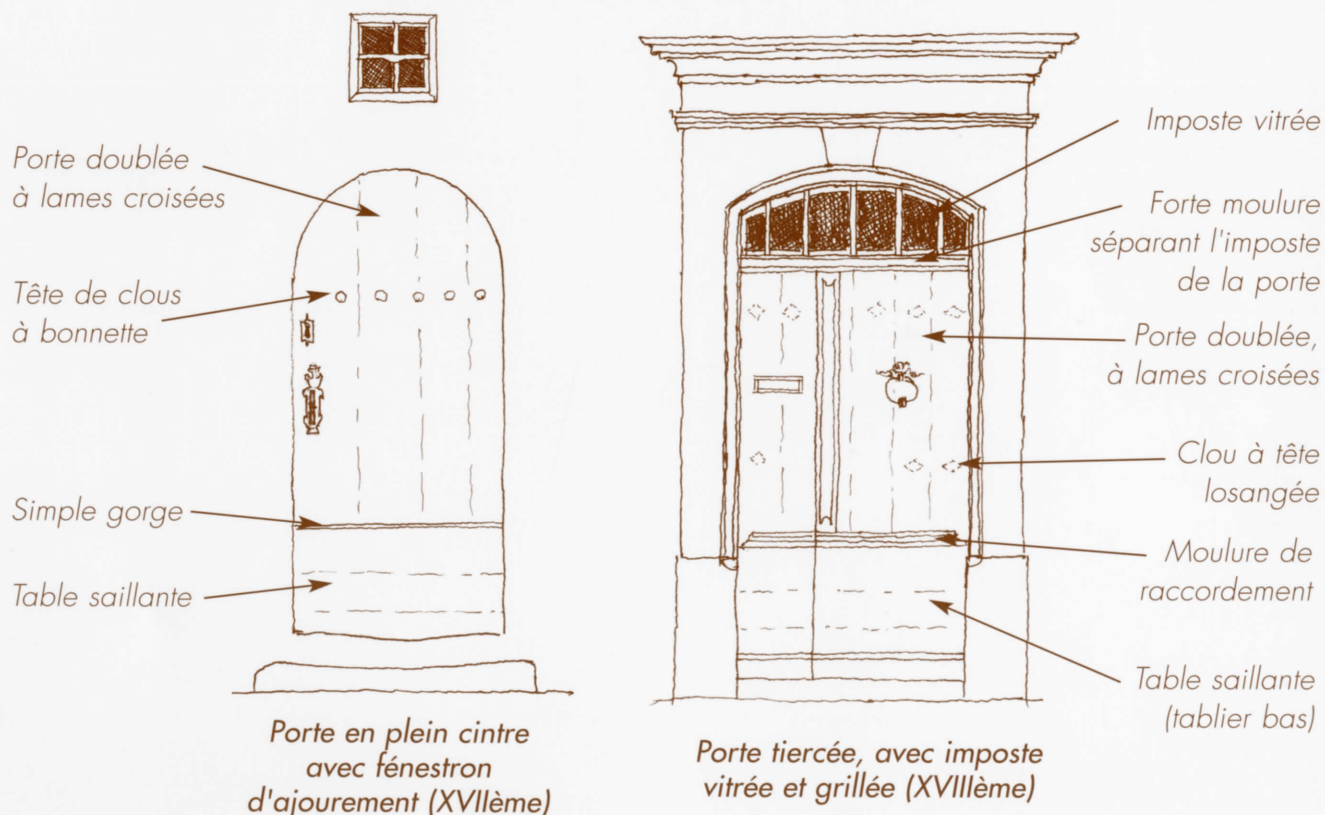 Porte doublée
à lames croisées
Tête de clous
à bonnette
Simple gorge
Table saillante
Porte en plein cintre
avec fénestron
d'ajourement (XVIIème)
Imposte vitrée
Forte moulure
séparant l'imposte
de la porte
Porte doublée,
à lames croisées
Clou à tête
losangée
Moulure de
raccordement
Table saillante
(tablier bas)
Porte tiercée, avec imposte
vitrée et grillée (XVIIIème)